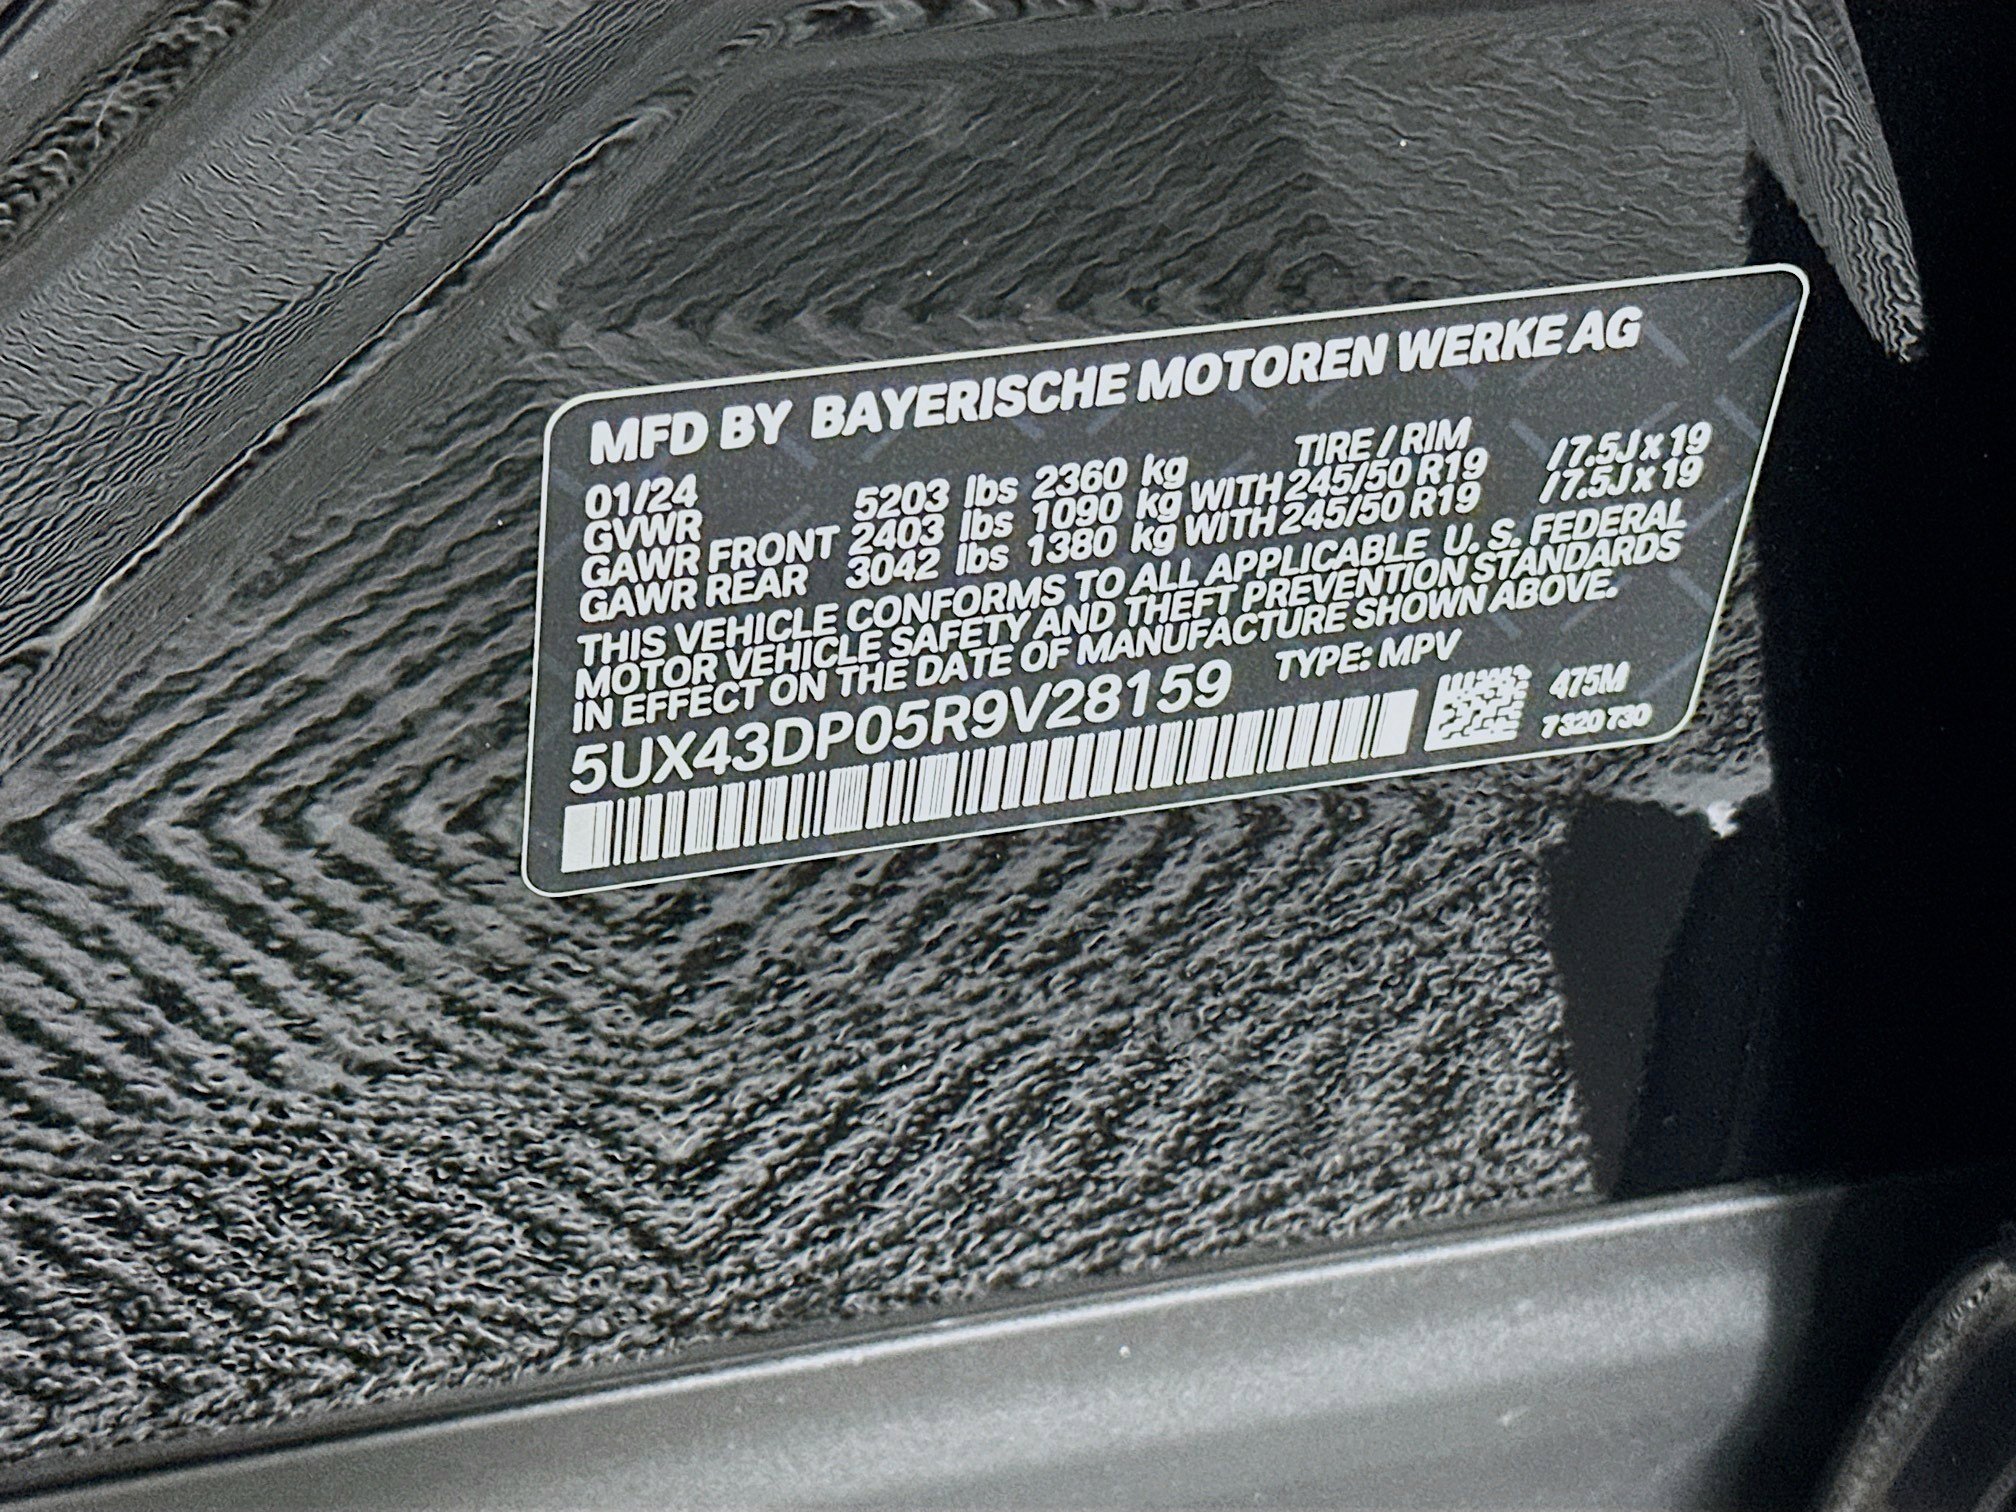 MFD BY BAYERISCHE MOTOREN WERKE AG
01/24 TIRE / RIM
GVWR 5203 lbs 2360 kg
GAWR FRONT 2403 lbs 1090 kg WITH 245/50 R19 /7.5J x 19
GAWR REAR 3042 lbs 1380 kg WITH 245/50 R19 /7.5J x 19
THIS VEHICLE CONFORMS TO ALL APPLICABLE U. S. FEDERAL
MOTOR VEHICLE SAFETY AND THEFT PREVENTION STANDARDS
IN EFFECT ON THE DATE OF MANUFACTURE SHOWN ABOVE.
5UX43DP05R9V28159 TYPE: MPV
475M
7320 730